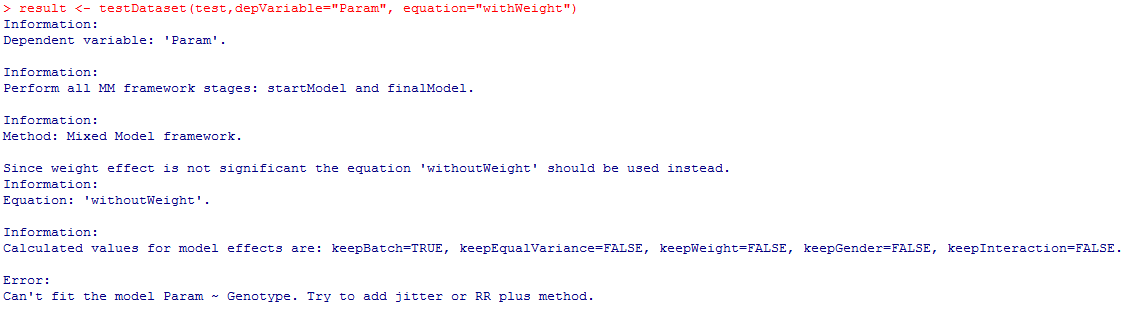 > result <- testDataset(test,depVariable="Param", equation="withWeight")
Information:
Dependent variable: 'Param'.
Information:
Perform all MM framework stages: startModel and finalModel.
Information:
Method: Mixed Model framework.
Since weight effect is not significant the equation 'withoutWeight' should be used instead.
Information:
Equation: 'withoutWeight'.
Information:
Calculated values for model effects are: keepBatch=TRUE, keepEqualVariance=FALSE, keepWeight=FALSE, keepGender=FALSE, keepInteraction=FALSE.
Error:
Can't fit the model Param ~ Genotype. Try to add jitter or RR plus method.